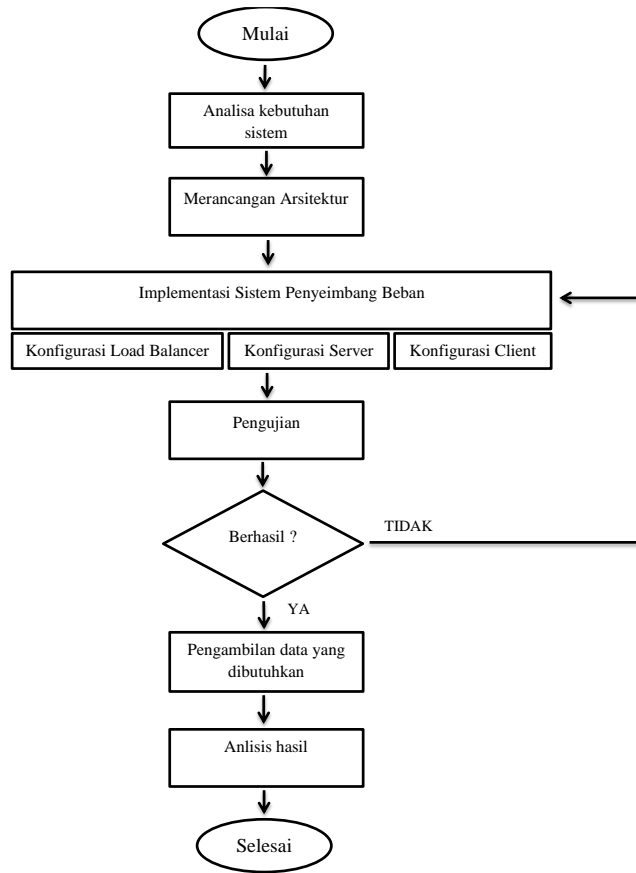 Mulai
Analisa kebutuhan
sistem
Merancangan Arsitektur
Implementasi Sistem Penyeimbang Beban
Konfigurasi Load Balancer
Konfigurasi Server
Konfigurasi Client
Pengujian
Berhasil ?
TIDAK
YA
Pengambilan data yang
dibutuhkan
Anlisis hasil
Selesai